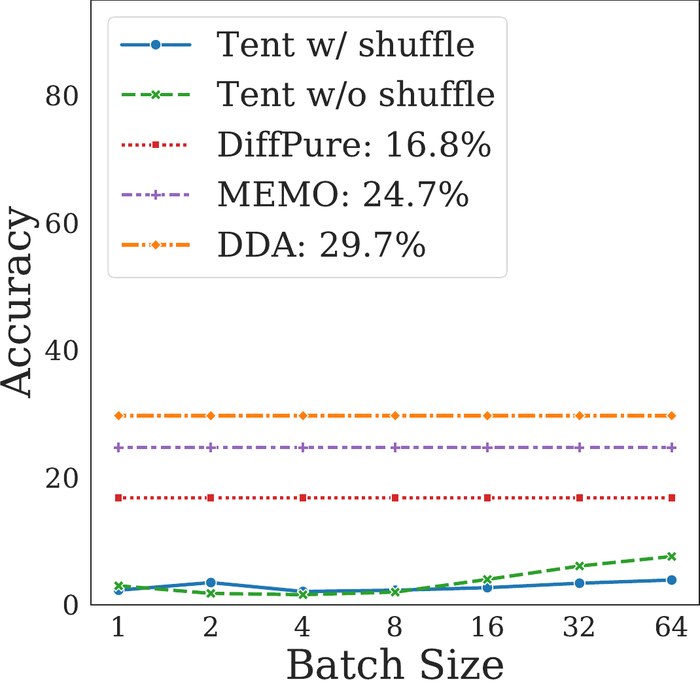 Tent w/ shuffle
Tent w/o shuffle
DiffPure: 16.8%
MEMO: 24.7%
DDA: 29.7%
Accuracy
80
60
40
20
0
1 2 4 8 16 32 64
Batch Size